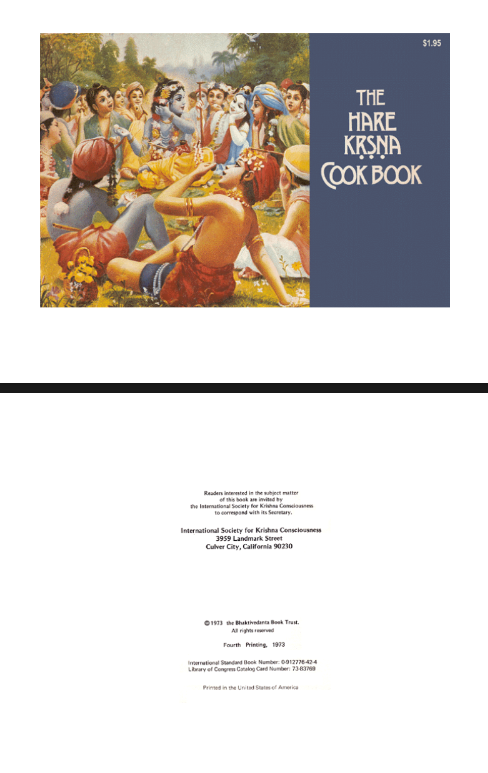 $1.95
THE
HARE
KṚṢṆA
COOK BOOK
Readers interested in the subject matter
of this book are invited by
the International Society for Krishna Consciousness
to correspond with its Secretary.
International Society for Krishna Consciousness
3959 Landmark Street
Culver City, California 90230
©1973 the Bhaktivedanta Book Trust.
All rights reserved
Fourth Printing, 1973
International Standard Book Number: 0-912776-42-4
Library of Congress Catalog Card Number: 73-83769
Printed in the United States of America